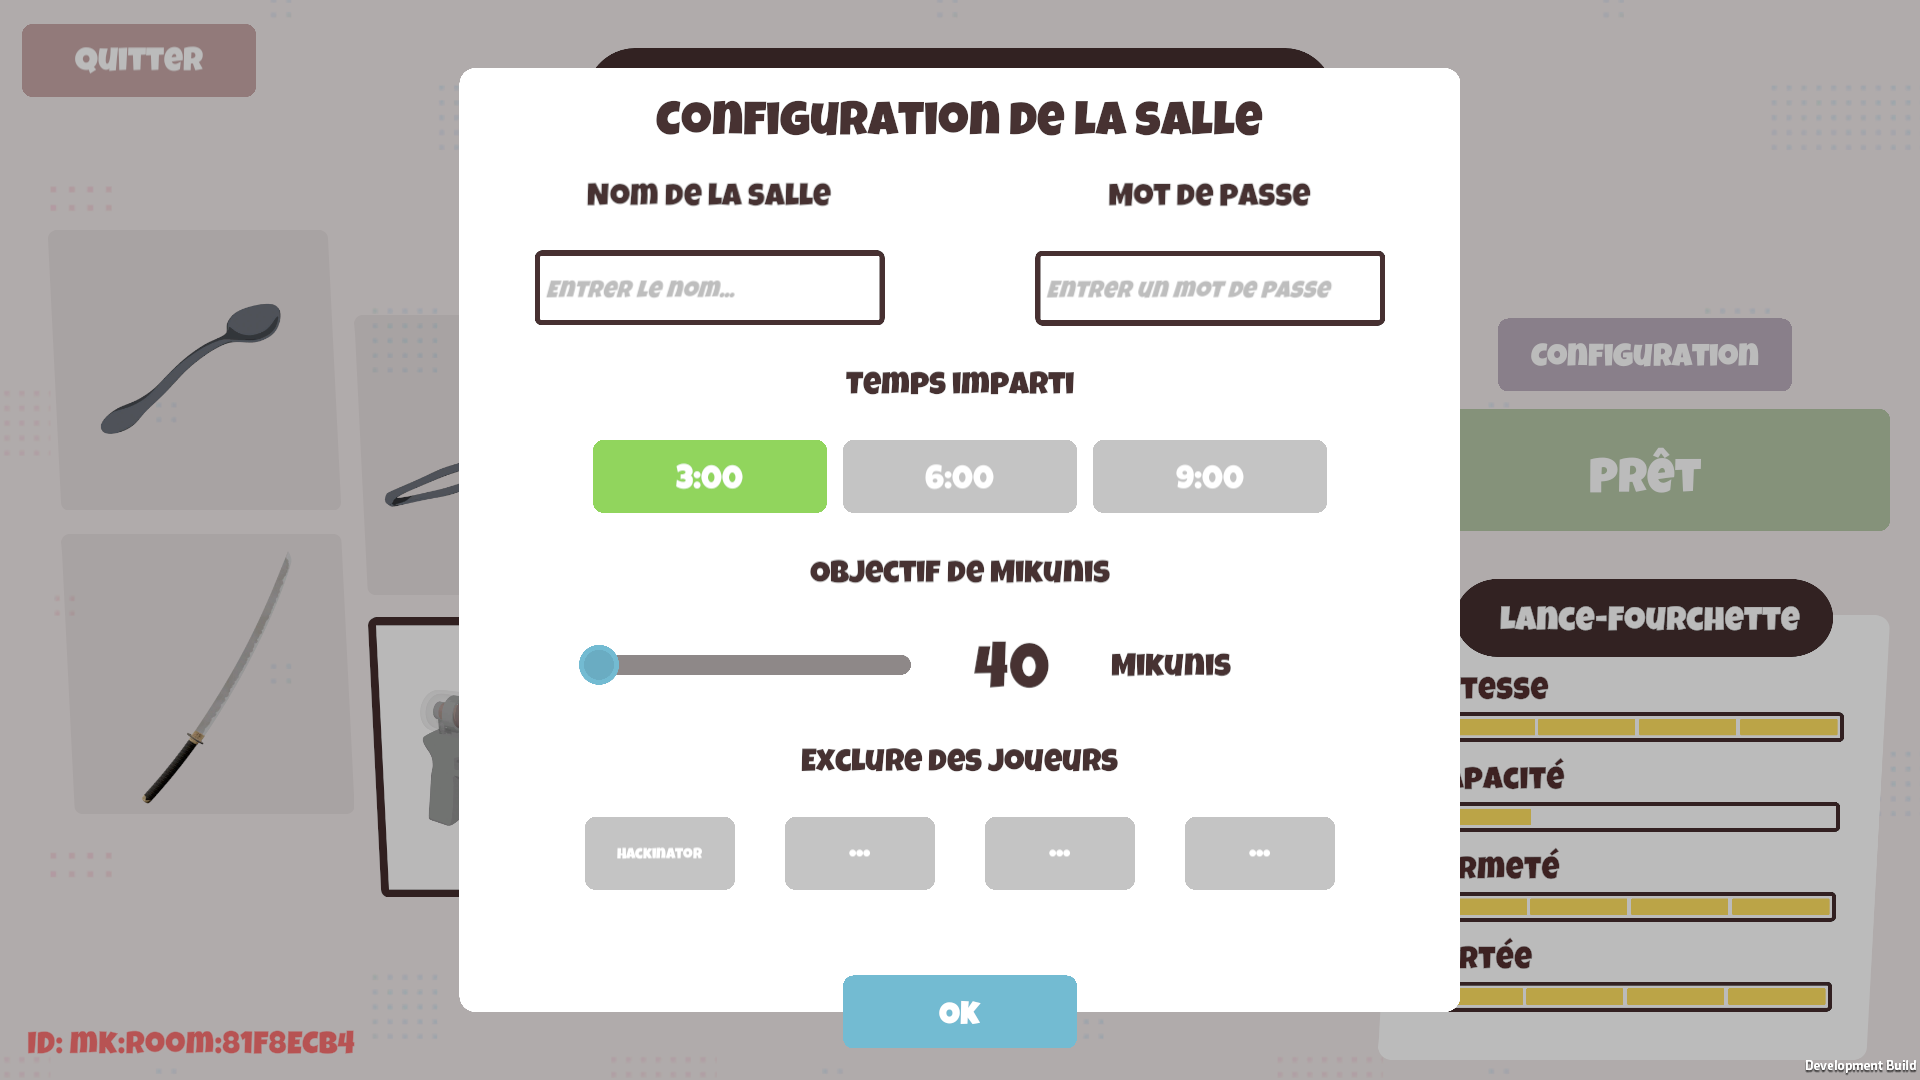 QUITTER
CONFIGURATION DE LA SALLE
NOM DE LA SALLE
MOT DE PASSE
ENTRER LE NOM...
ENTRER UN MOT DE PASSE
TEMPS IMPARTI
3:00
6:00
9:00
OBJECTIF DE MIKUNIS
40
MIKUNIS
EXCLURE DES JOUEURS
HACKINATOR
...
...
...
OK
CONFIGURATION
PRÊT
LANCE-FOURCHETTE
TESSE
APACITÉ
RMETÉ
RTÉE
ID: MK:ROOM:81F8ECB4
Development Build